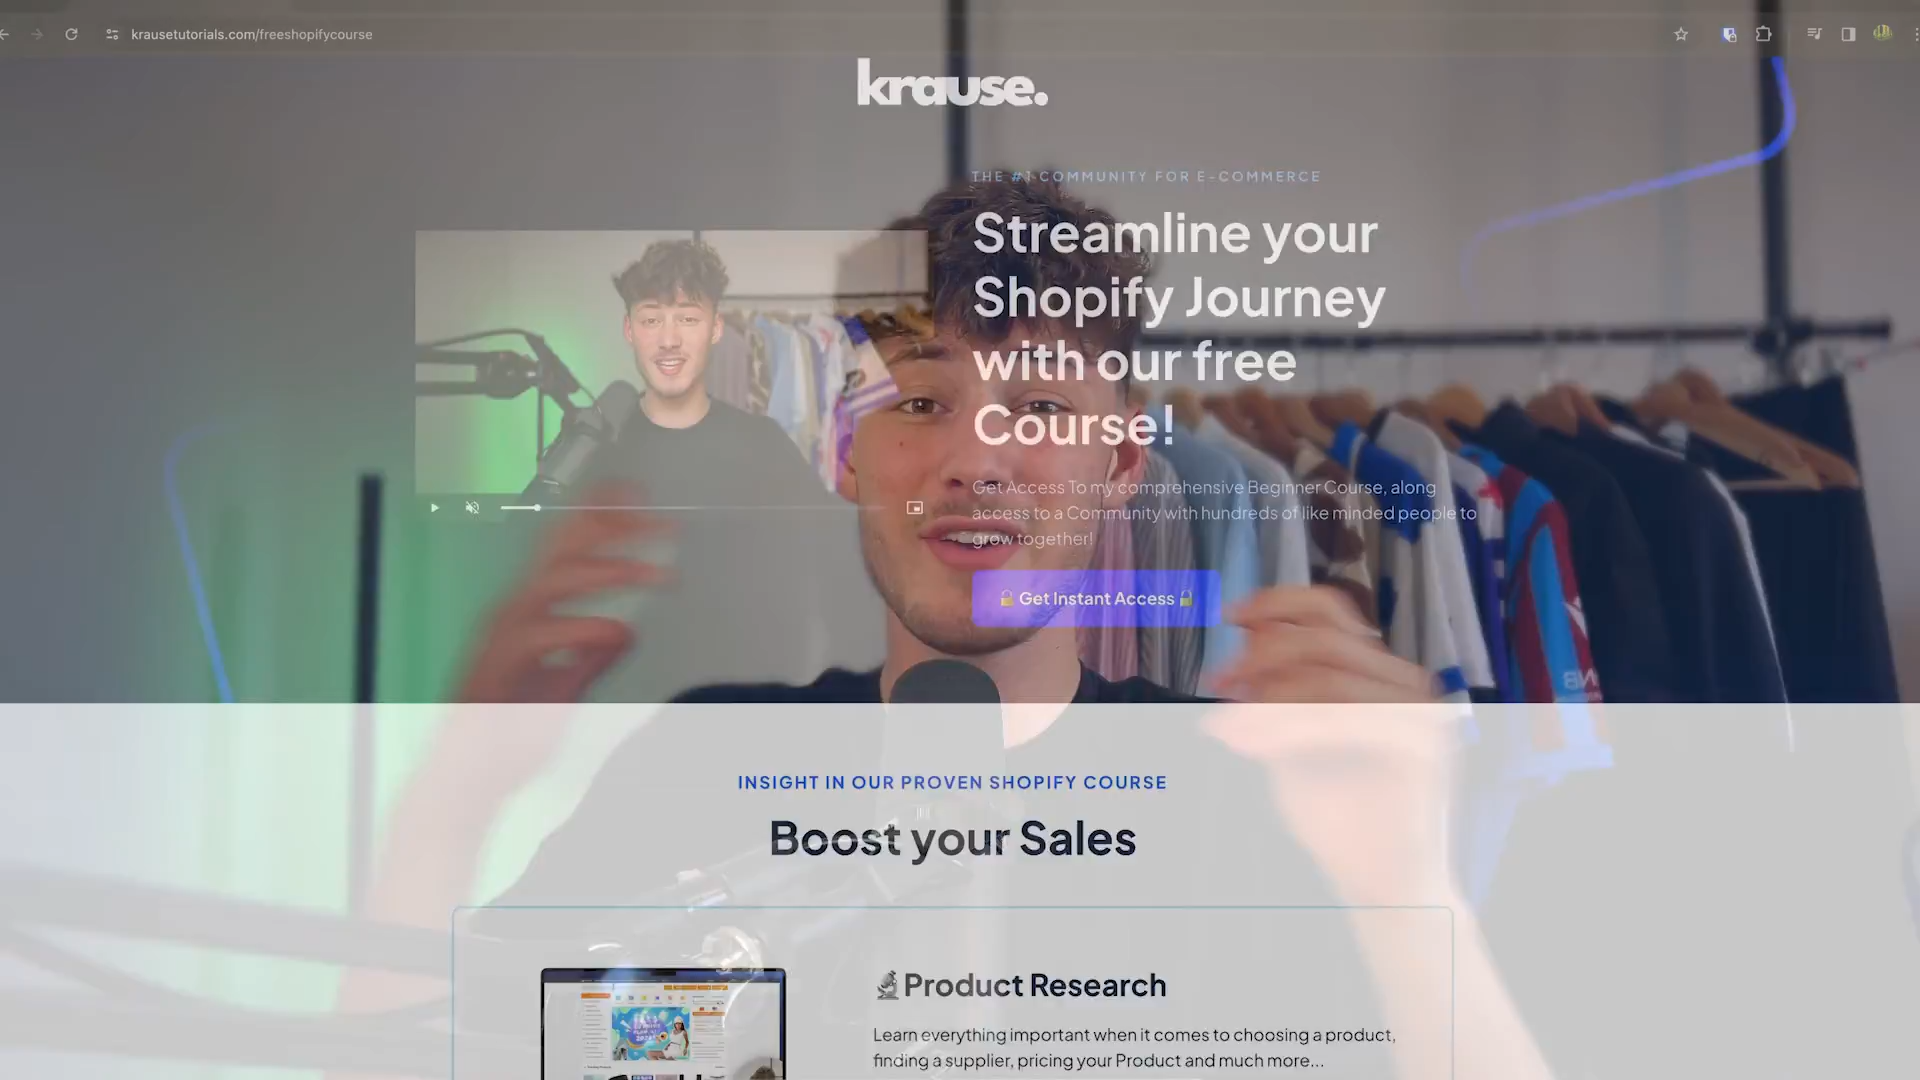 krausetutorials.com/freeshopifycourse
krause.
THE #1 COMMUNITY FOR E-COMMERCE
Streamline your
Shopify Journey
with our free
Course!
Get Access To my comprehensive Beginner Course, along
access to a Community with hundreds of like minded people to
grow together!
🔒 Get Instant Access 🔒
INSIGHT IN OUR PROVEN SHOPIFY COURSE
Boost your Sales
🔬Product Research
Learn everything important when it comes to choosing a product,
finding a supplier, pricing your Product and much more...